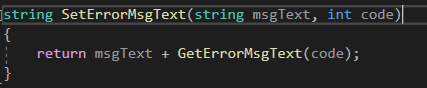 string SetErrorMsgText(string msgText, int code)
{
    return msgText + GetErrorMsgText(code);
}